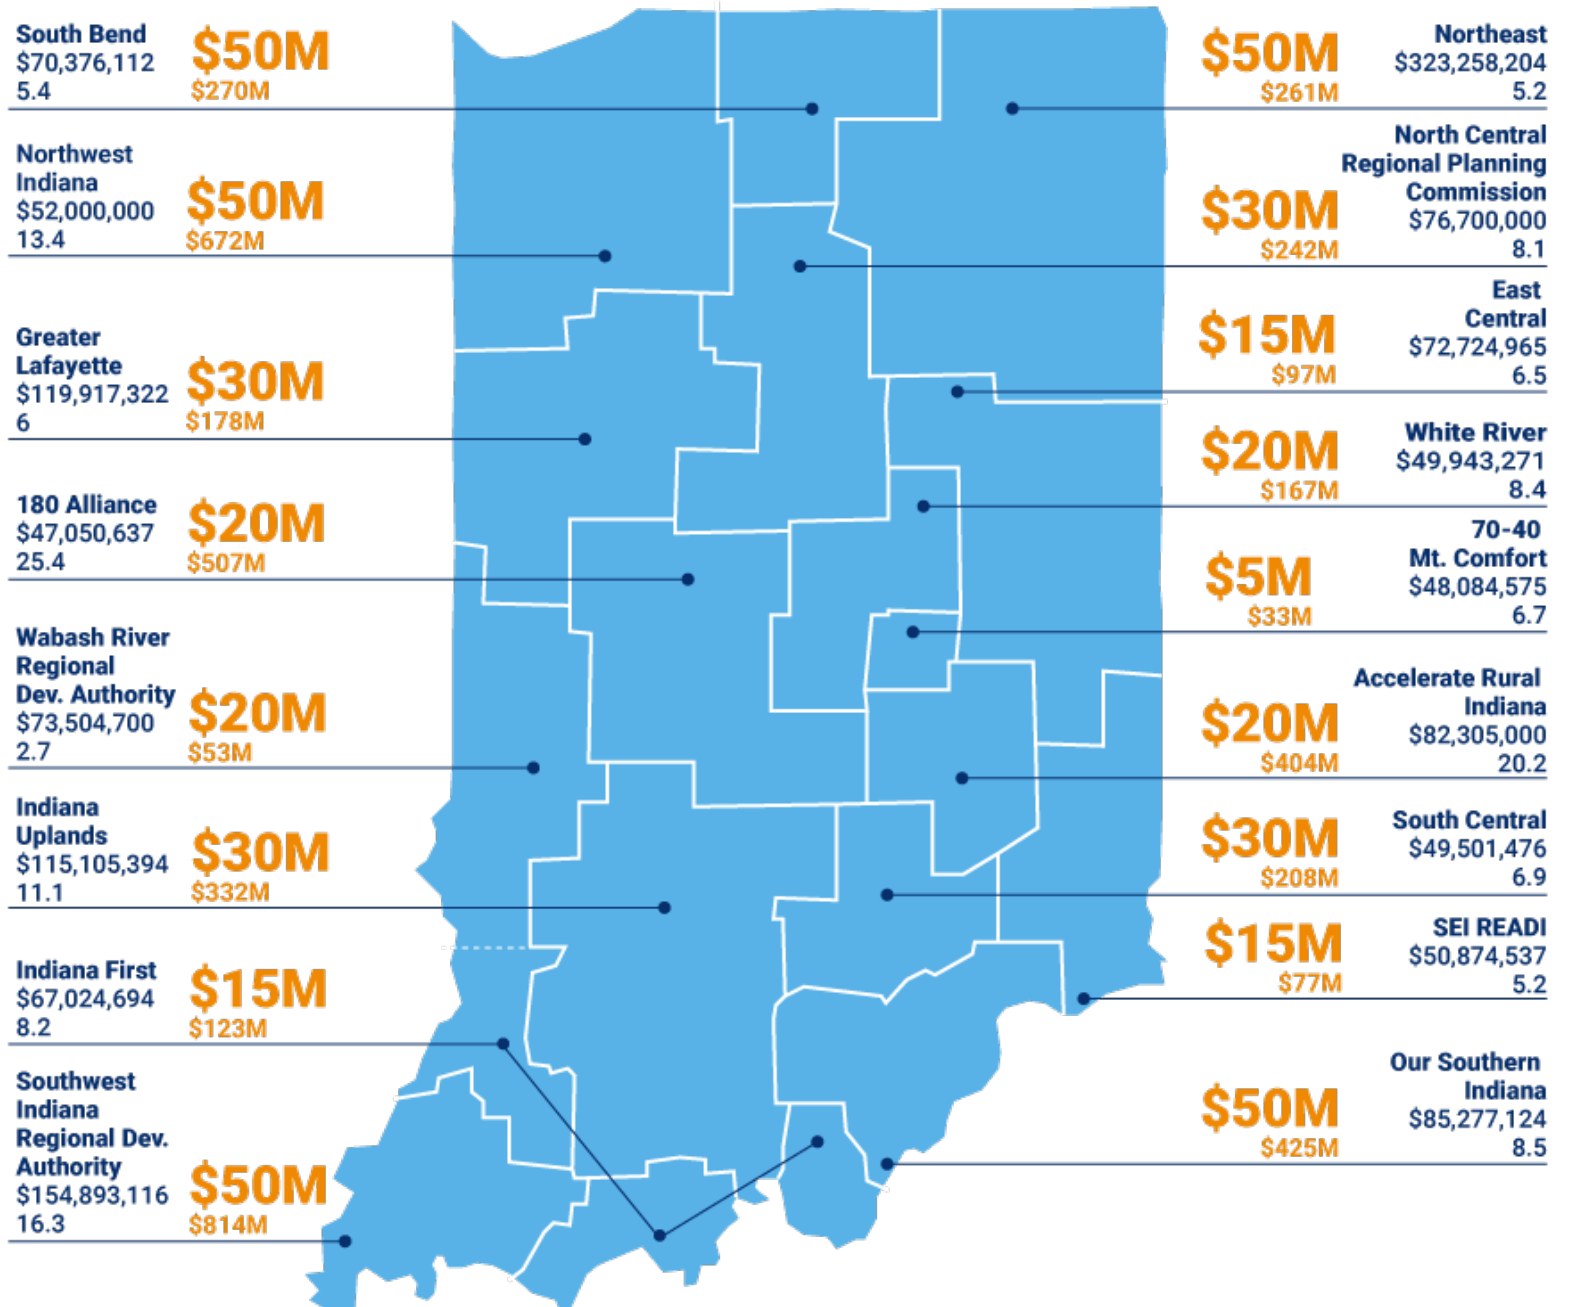 South Bend
$70,376,112
5.4
$50M
$270M
Northwest
Indiana
$52,000,000
13.4
$50M
$672M
Greater
Lafayette
$119,917,322
6
$30M
$178M
180 Alliance
$47,050,637
25.4
$20M
$507M
Wabash River
Regional
Dev. Authority
$73,504,700
2.7
$20M
$53M
Indiana
Uplands
$115,105,394
11.1
$30M
$332M
Indiana First
$67,024,694
8.2
$15M
$123M
Southwest
Indiana
Regional Dev.
Authority
$154,893,116
16.3
$50M
$814M
$50M
$261M
Northeast
$323,258,204
5.2
North Central
Regional Planning
Commission
$76,700,000
8.1
$30M
$242M
East
Central
$72,724,965
6.5
$15M
$97M
White River
$49,943,271
8.4
$20M
$167M
70-40
Mt. Comfort
$48,084,575
6.7
$5M
$33M
Accelerate Rural
Indiana
$82,305,000
20.2
$20M
$404M
South Central
$49,501,476
6.9
$30M
$208M
SEI READI
$50,874,537
5.2
$15M
$77M
Our Southern
Indiana
$85,277,124
8.5
$50M
$425M